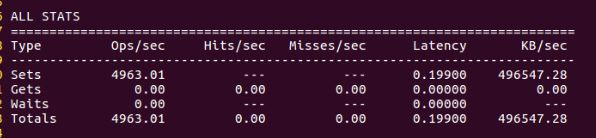 ALL STATS
=========================================================================
Type Ops/sec Hits/sec Misses/sec Latency KB/sec
-------------------------------------------------------------------------
Sets 4963.01 --- --- 0.19900 496547.28
Gets 0.00 0.00 0.00 0.00000 0.00
Waits 0.00 --- --- 0.00000 ---
Totals 4963.01 0.00 0.00 0.19900 496547.28